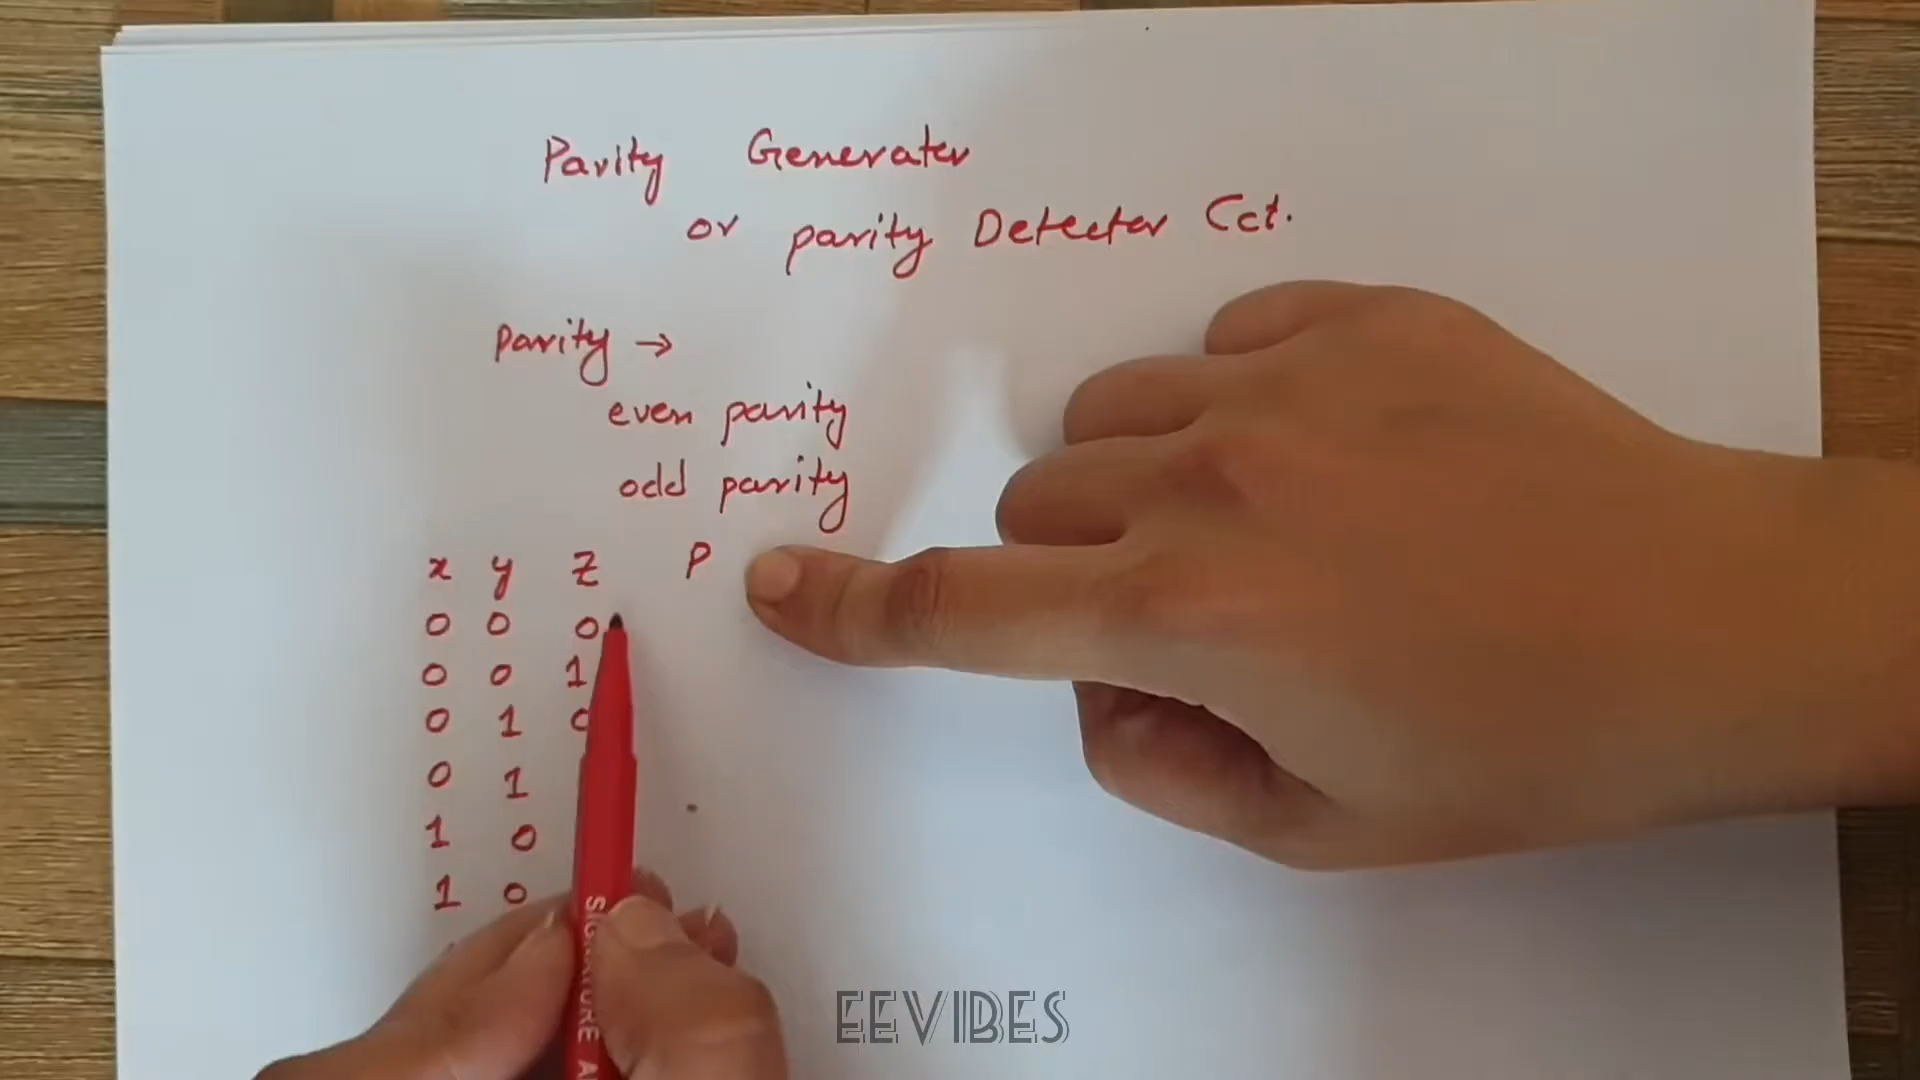 Parity Generater
or parity Detecter Cct.
parity →
even parity
odd parity
x y z P
0 0 0
0 0 1
0 1 0
0 1
1 0
1 0
SIGNATURE
EEVIBES